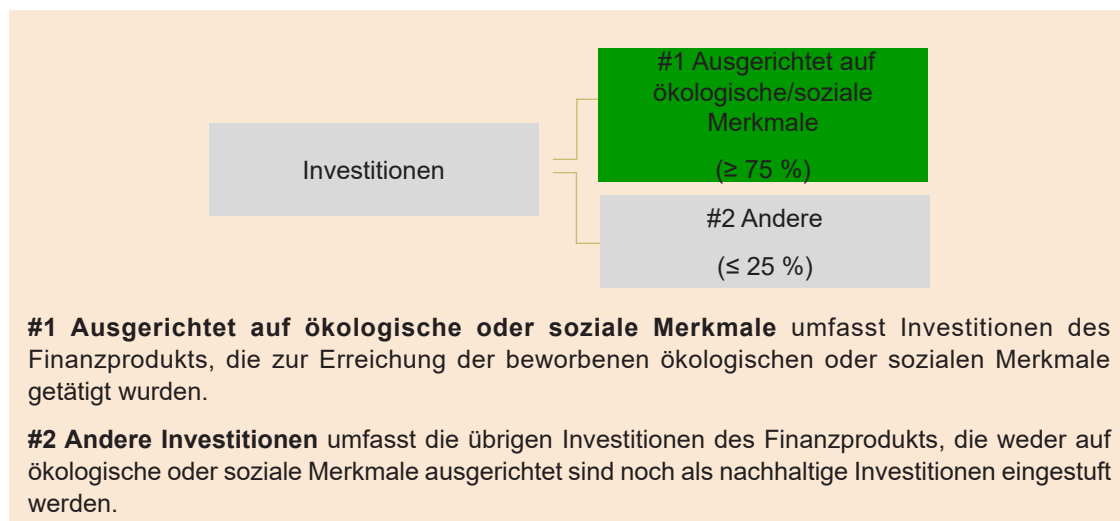 #1 Ausgerichtet auf
ökologische/soziale
Merkmale
(≥ 75 %)
Investitionen
#2 Andere
(≤ 25 %)
#1 Ausgerichtet auf ökologische oder soziale Merkmale umfasst Investitionen des
Finanzprodukts, die zur Erreichung der beworbenen ökologischen oder sozialen Merkmale
getätigt wurden.
#2 Andere Investitionen umfasst die übrigen Investitionen des Finanzprodukts, die weder auf
ökologische oder soziale Merkmale ausgerichtet sind noch als nachhaltige Investitionen eingestuft
werden.